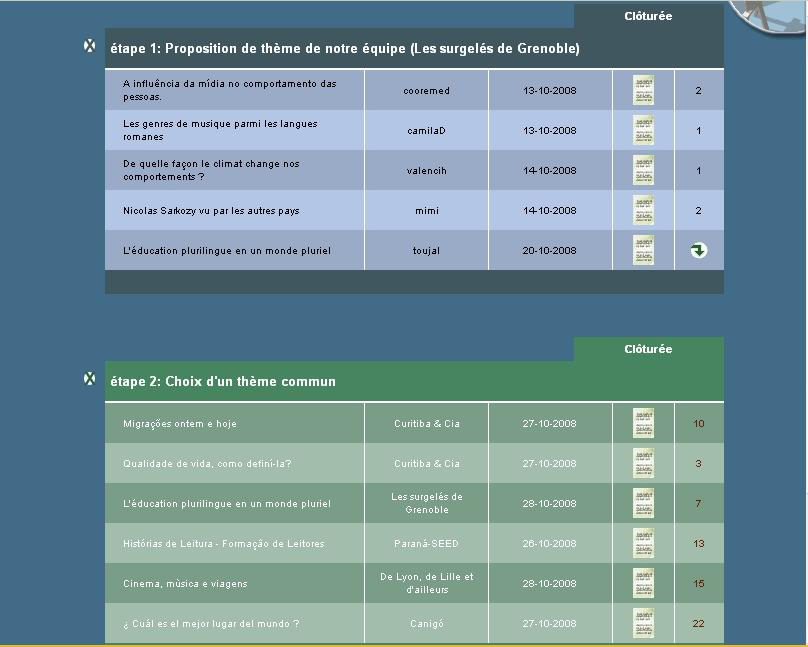 Clôturée
étape 1: Proposition de thème de notre équipe (Les surgelés de Grenoble)
A influência da mídia no comportamento das
pessoas.
cooremed
13-10-2008
2
Les genres de musique parmi les langues
romanes
camilaD
13-10-2008
1
De quelle façon le climat change nos
comportements ?
valencih
14-10-2008
1
Nicolas Sarkozy vu par les autres pays
mimi
14-10-2008
2
L'éducation plurilingue en un monde pluriel
toujal
20-10-2008
Clôturée
étape 2: Choix d'un thème commun
Migrações ontem e hoje
Curitiba & Cia
27-10-2008
10
Qualidade de vida, como definí-la?
Curitiba & Cia
27-10-2008
3
L'éducation plurilingue en un monde pluriel
Les surgelés de
Grenoble
28-10-2008
7
Histórias de Leitura - Formação de Leitores
Paraná-SEED
26-10-2008
13
Cinema, mùsica e viagens
De Lyon, de Lille et
d'ailleurs
28-10-2008
15
¿ Cuál es el mejor lugar del mundo ?
Canigó
27-10-2008
22